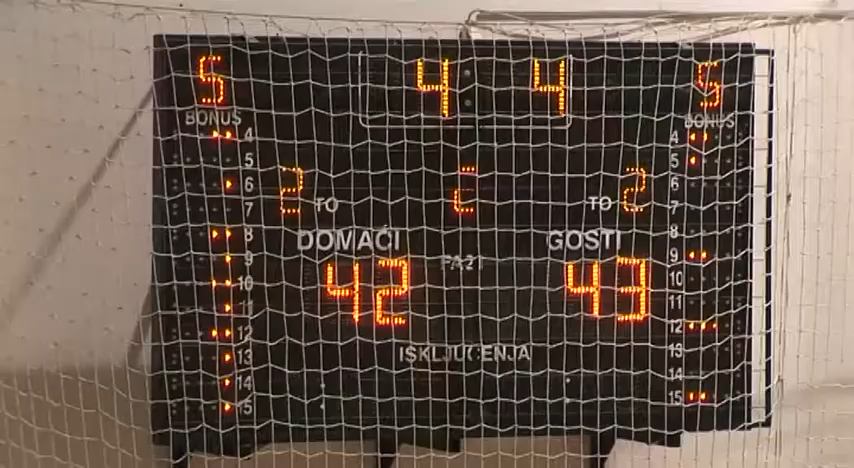 5 4 : 4 5
BONUS BONUS
4 4
5 5
6 2 TO TO 2 6
7 7
8 8
DOMAĆI GOSTI
9 9
10 10
42 43
11 11
12 12
13 13
ISKLJUČENJA
14 14
15 15